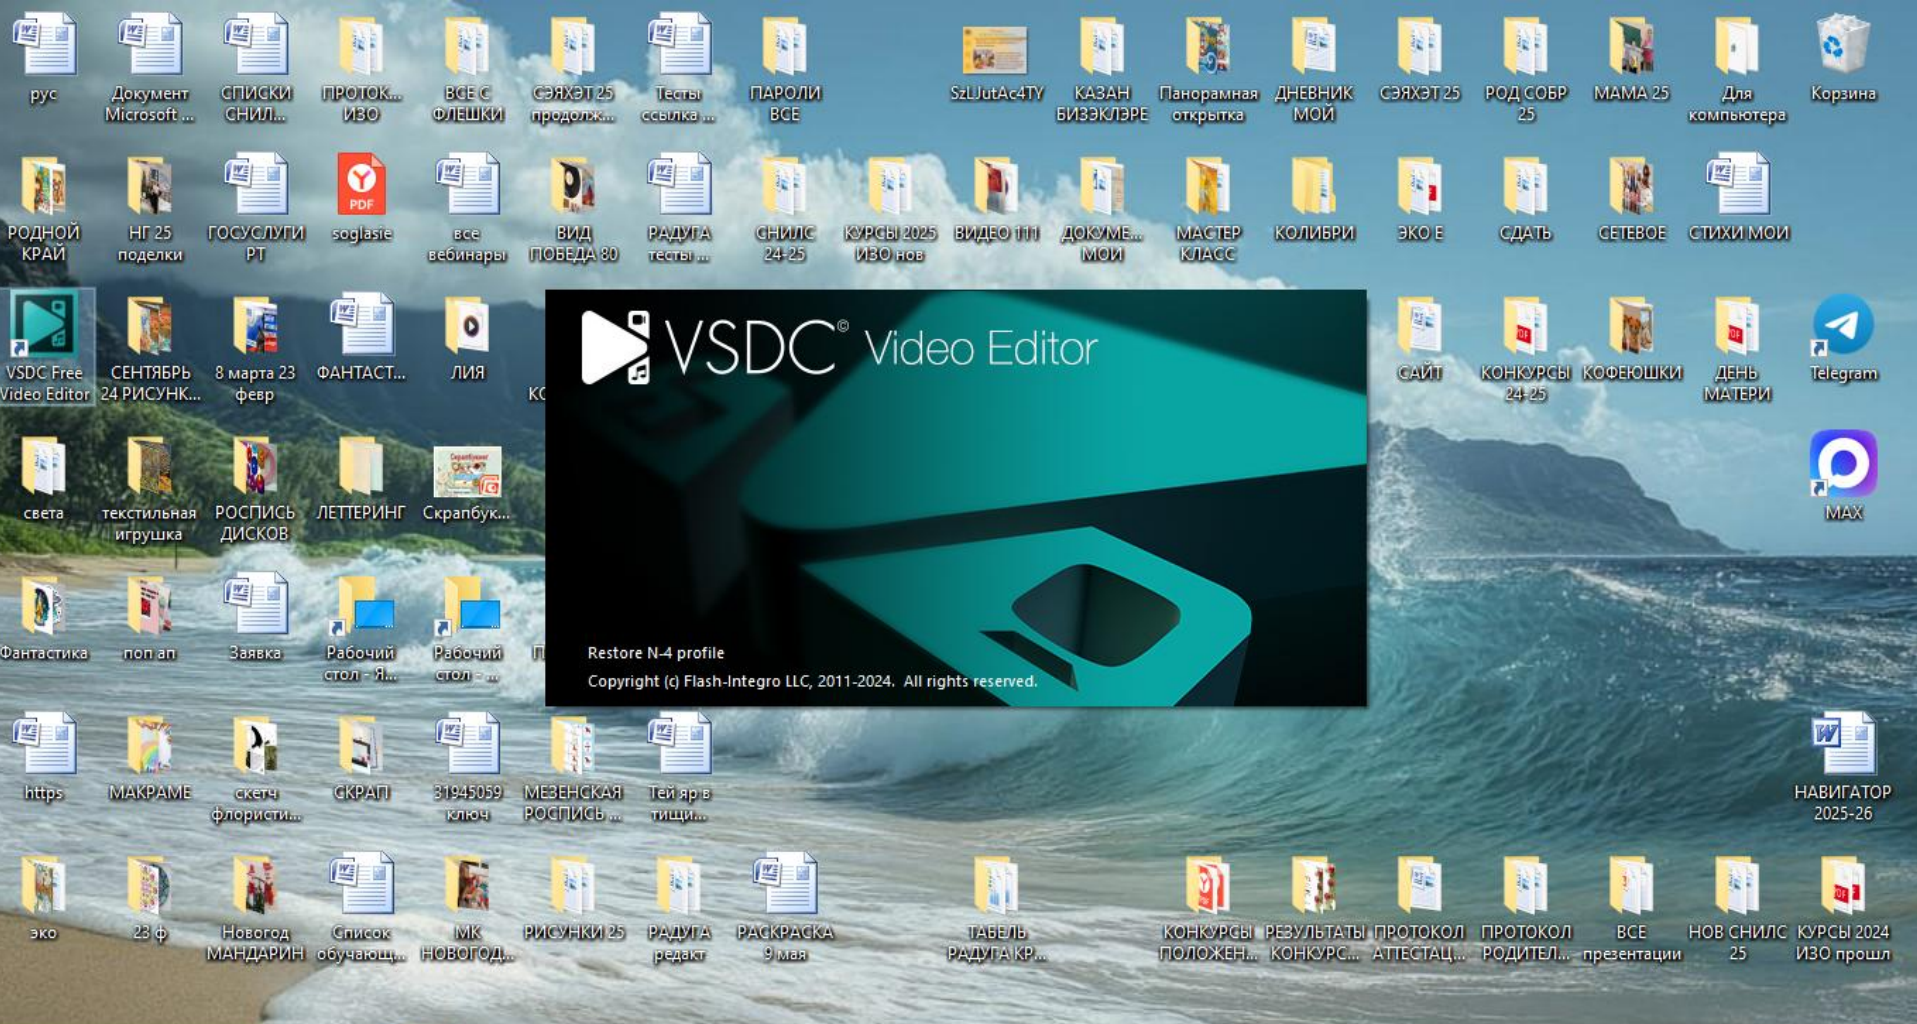 рус
Документ
Microsoft ...
СПИСКИ
СНИЛ...
ПРОТОК...
ИЗО
ВСЕ С
ФЛЕШКИ
СЭЯХЭТ 25
продолж...
Тесты
ссылка ...
ПАРОЛИ
ВСЕ
SzLJutAc4TY
КАЗАН
БИЗЭКЛЭРЕ
Панорамная
открытка
ДНЕВНИК
МОЙ
СЭЯХЭТ 25
РОД СОБР
25
МАМА 25
Для
компьютера
Корзина
РОДНОЙ
КРАЙ
НГ 25
поделки
ГОСУСЛУГИ
РТ
PDF
soglasie
все
вебинары
ВИД
ПОБЕДА 80
РАДУГА
тесты ...
СНИЛС
24-25
КУРСЫ 2025
ИЗО нов
ВИДЕО 111
ДОКУМЕ...
МОИ
МАСТЕР
КЛАСС
КОЛИБРИ
ЭКО Е
СДАТЬ
СЕТЕВОЕ
СТИХИ МОИ
VSDC Free
Video Editor
СЕНТЯБРЬ
24 РИСУНК...
8 марта 23
февр
ФАНТАСТ...
ЛИЯ
КО
VSDC© Video Editor
САЙТ
КОНКУРСЫ
24-25
КОФЕЮШКИ
ДЕНЬ
МАТЕРИ
Telegram
света
текстильная
игрушка
РОСПИСЬ
ДИСКОВ
ЛЕТТЕРИНГ
Скрапбукинг
Скрапбук...
MAX
Фантастика
поп ап
Заявка
Рабочий
стол - Я...
Рабочий
стол - ...
П
Restore N-4 profile
Copyright (c) Flash-Integro LLC, 2011-2024. All rights reserved.
https
МАКРАМЕ
скетч
флористи...
СКРАП
31945059
ключ
МЕЗЕНСКАЯ
РОСПИСЬ ...
Тей яр в
тищи...
НАВИГАТОР
2025-26
эко
23 ф
Новогод
МАНДАРИН
Список
обучающ...
МК
НОВОГОД...
РИСУНКИ 25
РАДУГА
редакт
РАСКРАСКА
9 мая
ТАБЕЛЬ
РАДУГА КР...
КОНКУРСЫ
ПОЛОЖЕН...
РЕЗУЛЬТАТЫ
КОНКУРС...
ПРОТОКОЛ
АТТЕСТАЦ...
ПРОТОКОЛ
РОДИТЕЛ...
ВСЕ
презентации
НОВ СНИЛС
25
КУРСЫ 2024
ИЗО прошл